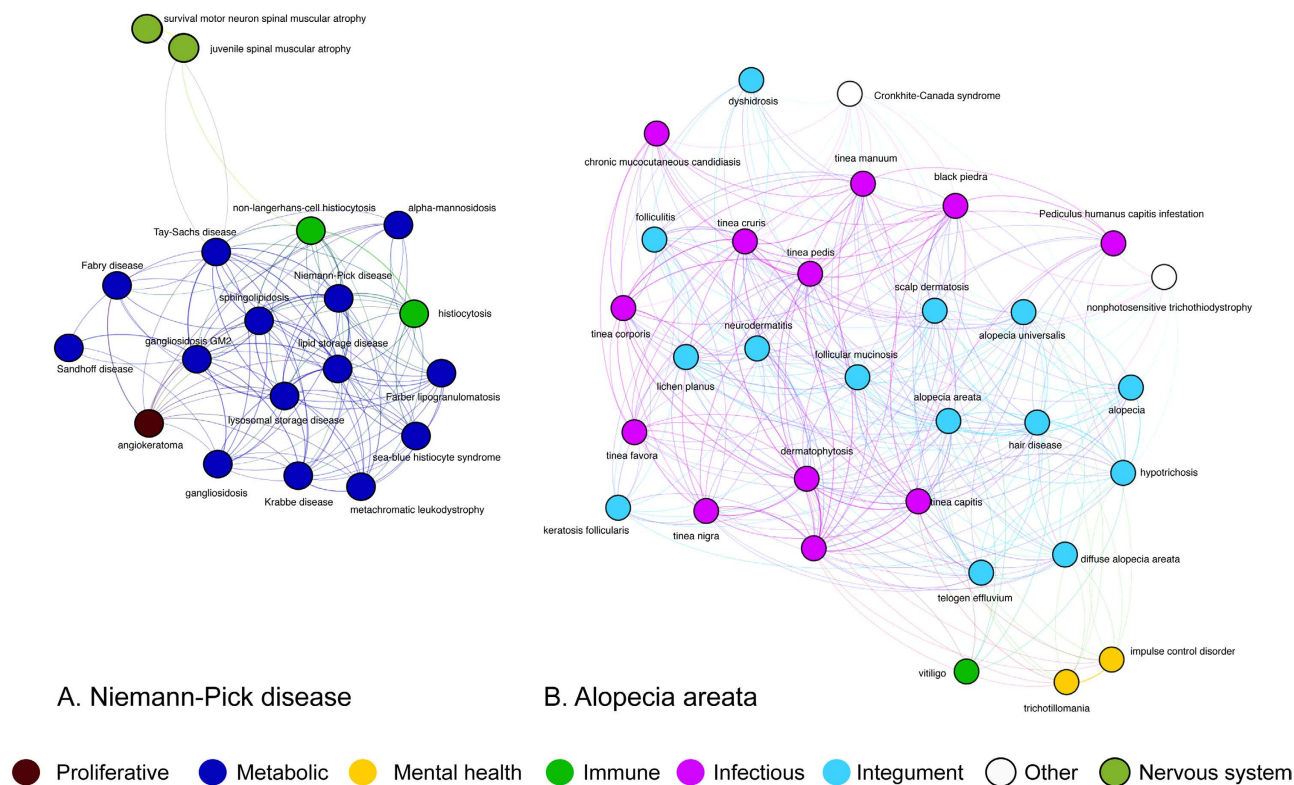 survival motor neuron spinal muscular atrophy
juvenile spinal muscular atrophy
non-langerhans-cell histiocytosis
alpha-mannosidosis
Tay-Sachs disease
Fabry disease
Niemann-Pick disease
sphingolipidosis
histiocytosis
gangliosidosis GM2
lipid storage disease
Sandhoff disease
Farber lipogranulomatosis
lysosomal storage disease
angiokeratoma
sea-blue histiocyte syndrome
gangliosidosis
Krabbe disease
metachromatic leukodystrophy
A. Niemann-Pick disease
dyshidrosis
Cronkhite-Canada syndrome
chronic mucocutaneous candidiasis
tinea manuum
black piedra
folliculitis
tinea cruris
Pediculus humanus capitis infestation
tinea pedis
scalp dermatosis
nonphotosensitive trichothiodystrophy
tinea corporis
neurodermatitis
alopecia universalis
follicular mucinosis
lichen planus
alopecia areata
alopecia
hair disease
tinea favora
dermatophytosis
hypotrichosis
tinea capitis
keratosis follicularis
tinea nigra
diffuse alopecia areata
telogen effluvium
impulse control disorder
vitiligo
trichotillomania
B. Alopecia areata
Proliferative
Metabolic
Mental health
Immune
Infectious
Integument
Other
Nervous system